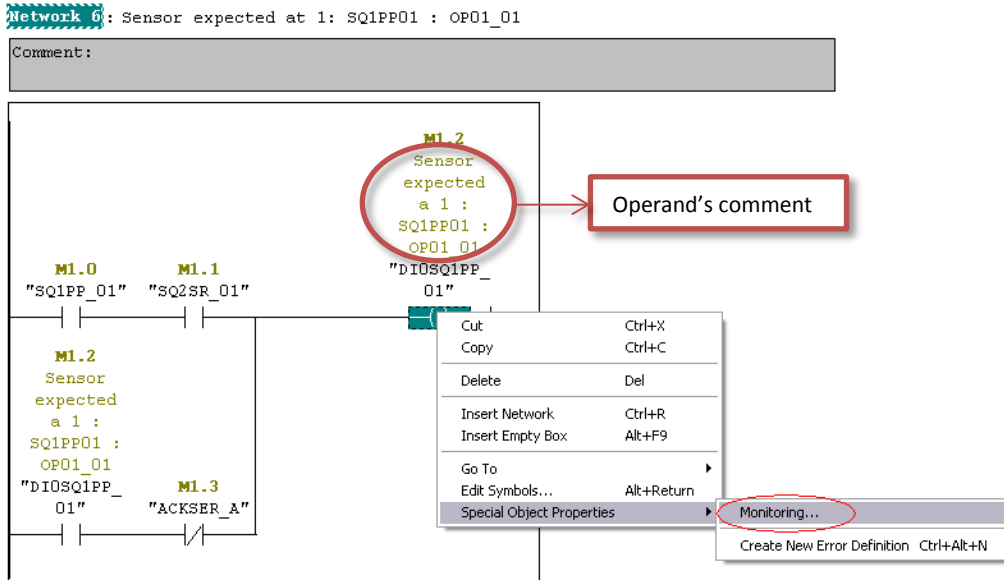 Network 6: Sensor expected at 1: SQ1PP01 : OP01_01
Comment:
M1.2
Sensor
expected
a 1 :
SQ1PP01 :
OP01_01
"DI0SQ1PP_
01"
Operand's comment
M1.0 M1.1
"SQ1PP_01" "SQ2SR_01"
M1.2
Sensor
expected
a 1 :
SQ1PP01 :
OP01_01
"DI0SQ1PP_
01"
M1.3
"ACKSER_A"
Cut Ctrl+X
Copy Ctrl+C
Delete Del
Insert Network Ctrl+R
Insert Empty Box Alt+F9
Go To
Edit Symbols... Alt+Return
Special Object Properties
Monitoring...
Create New Error Definition Ctrl+Alt+N